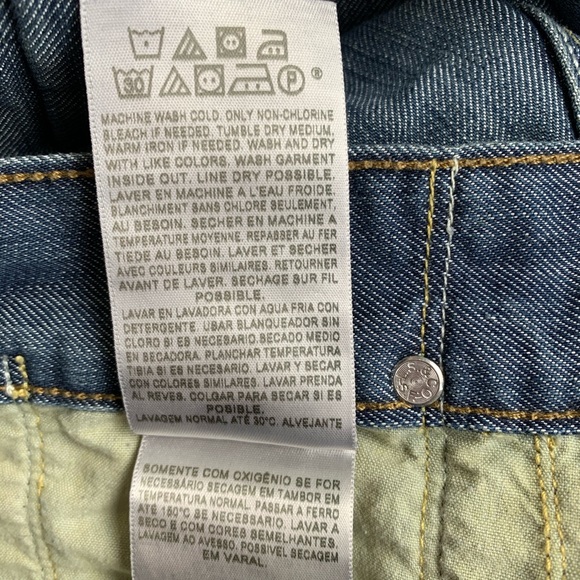 30 P ®
MACHINE WASH COLD. ONLY NON-CHLORINE
BLEACH IF NEEDED. TUMBLE DRY MEDIUM.
WARM IRON IF NEEDED. WASH AND DRY
WITH LIKE COLORS. WASH GARMENT
INSIDE OUT. LINE DRY POSSIBLE.
LAVER EN MACHINE A L'EAU FROIDE.
BLANCHIMENT SANS CHLORE SEULEMENT,
AU BESOIN. SECHER EN MACHINE A
TEMPERATURE MOYENNE. REPASSER AU FER
TIEDE AU BESOIN. LAVER ET SECHER
AVEC COULEURS SIMILAIRES. RETOURNER
AVANT DE LAVER. SECHAGE SUR FIL
POSSIBLE.
LAVAR EN LAVADORA CON AGUA FRIA CON
DETERGENTE. USAR BLANQUEADOR SIN
CLORO SI ES NECESARIO. SECADO MEDIO
EN SECADORA. PLANCHAR TEMPERATURA
TIBIA SI ES NECESARIO. LAVAR Y SECAR
CON COLORES SIMILARES. LAVAR PRENDA
AL REVES. COLGAR PARA SECAR SI ES
POSIBLE.
LAVAGEM NORMAL ATÉ 30°C. ALVEJANTE
SOMENTE COM OXIGÊNIO SE FOR
NECESSÁRIO SECAGEM EM TAMBOR EM
TEMPERATURA NORMAL. PASSAR A FERRO
ATÉ 150°C SE NECESSÁRIO. LAVAR A
SECO E COM CORES SEMELHANTES.
LAVAGEM AO AVESSO. POSSÍVEL SECAGEM
EM VARAL.